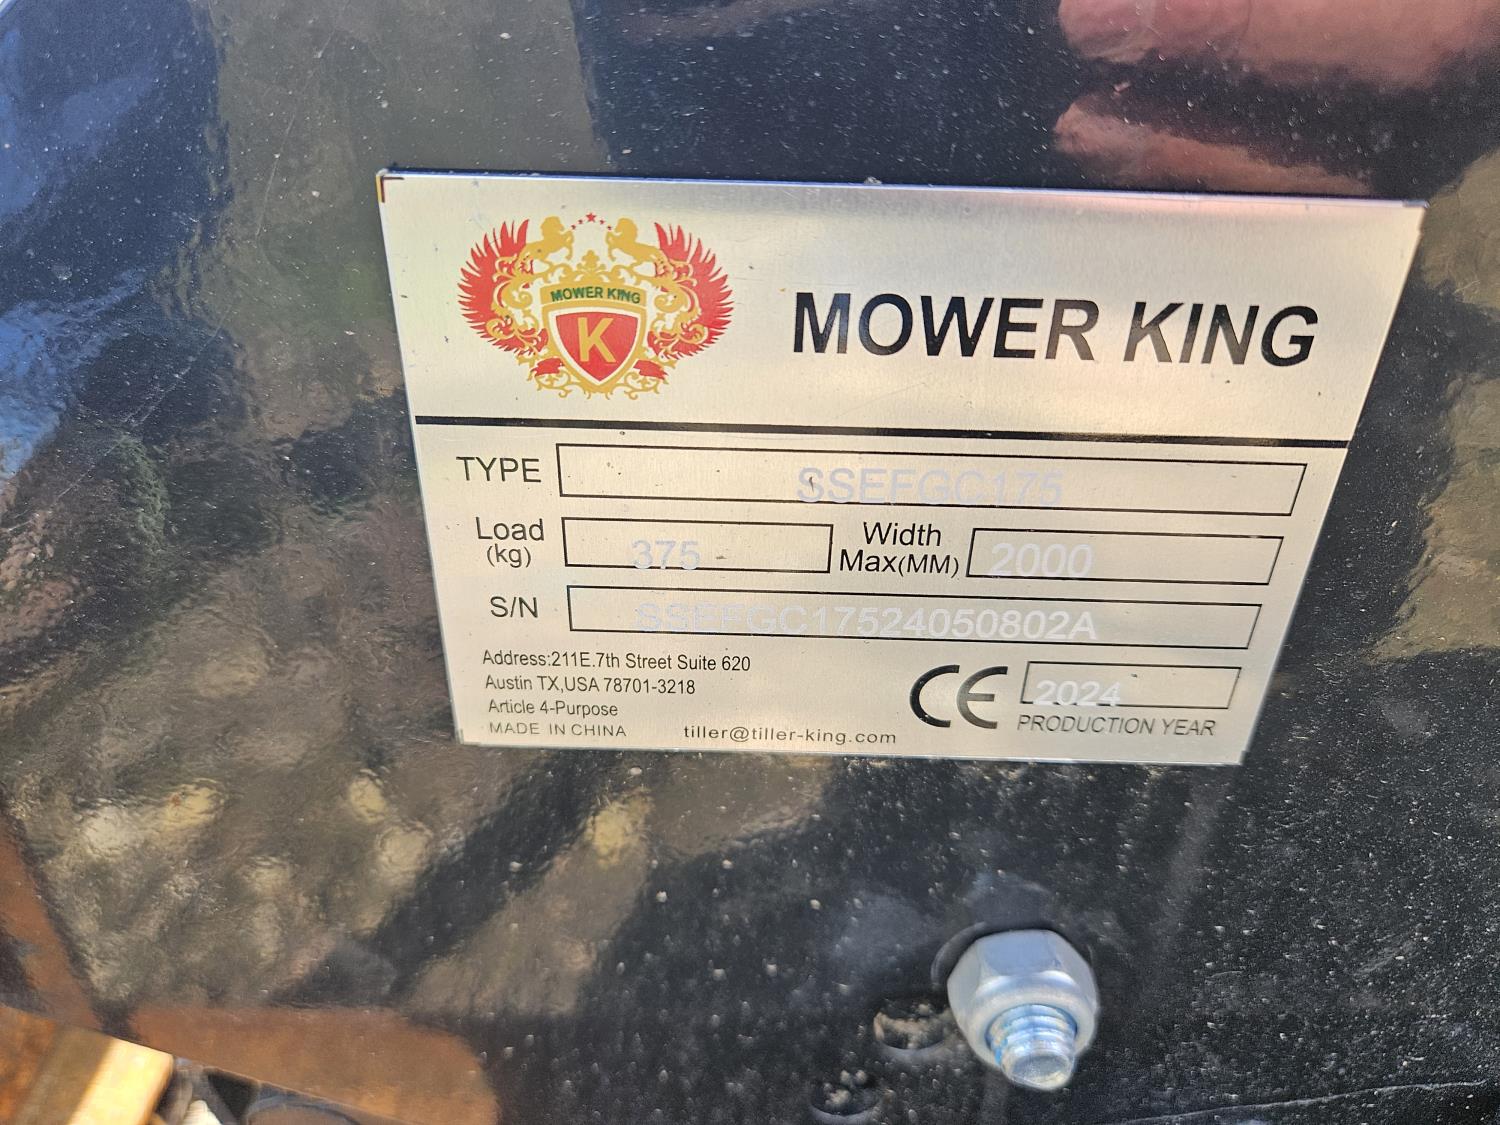 MOWER KING
K
MOWER KING
TYPE SSEFGC175
Load (kg) 375 Width Max(MM) 2000
S/N SSEFGC17524050802A
Address:211E.7th Street Suite 620
Austin TX,USA 78701-3218
Article 4-Purpose
MADE IN CHINA tiller@tiller-king.com
CE 2024
PRODUCTION YEAR